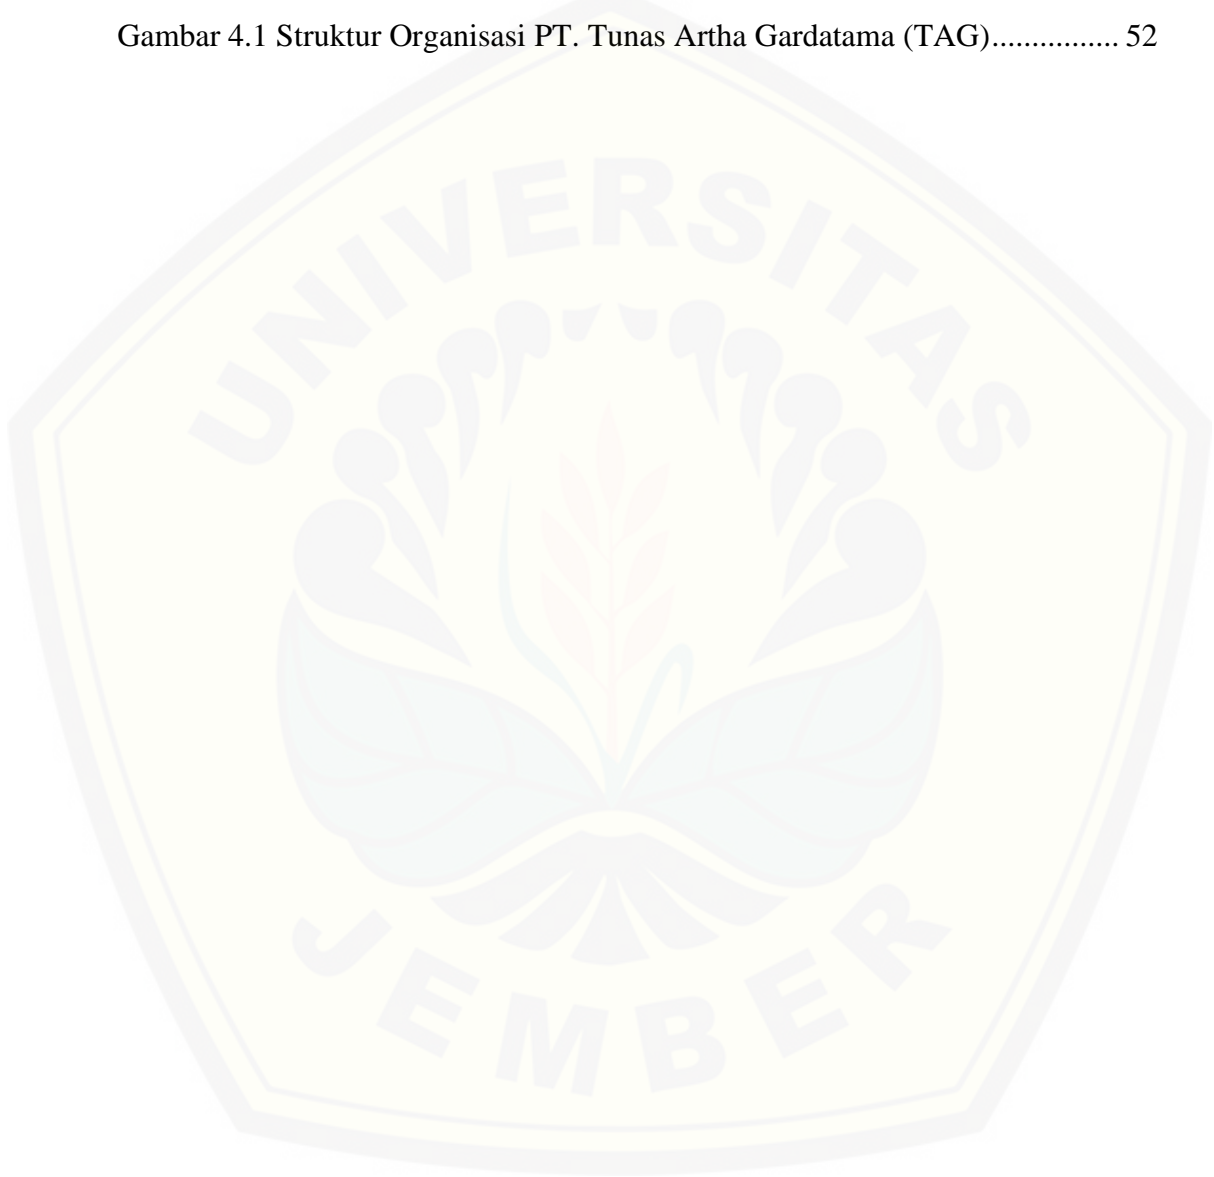 Gambar 4.1 Struktur Organisasi PT. Tunas Artha Gardatama (TAG)................ 52
UNIVERSITAS
JEMBER